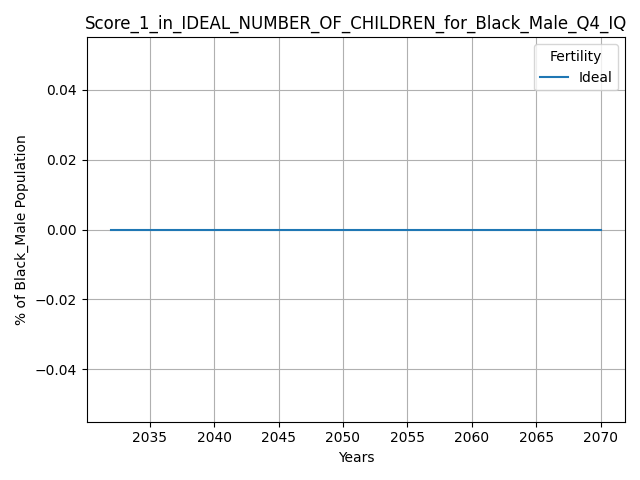 Score_1_in_IDEAL_NUMBER_OF_CHILDREN_for_Black_Male_Q4_IQ
Fertility
Ideal
0.04
0.02
0.00
−0.02
−0.04
% of Black_Male Population
2035 2040 2045 2050 2055 2060 2065 2070
Years